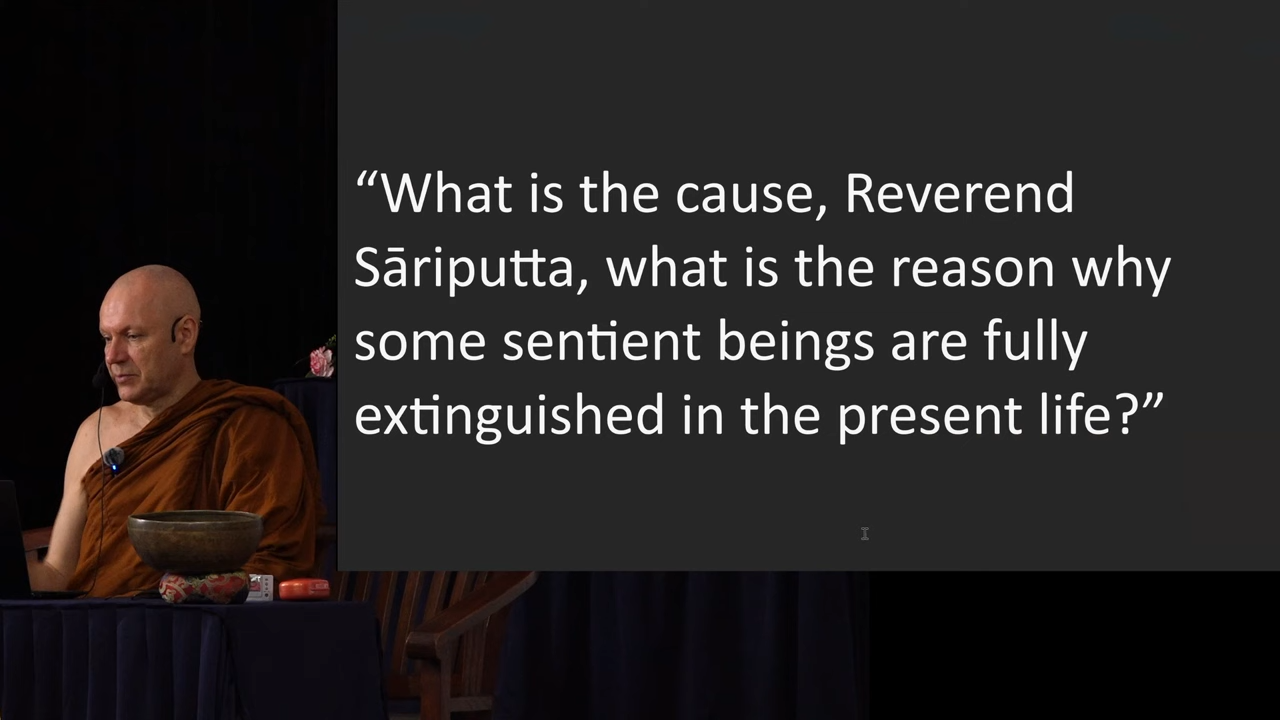 “What is the cause, Reverend
Sāriputta, what is the reason why
some sentient beings are fully
extinguished in the present life?”